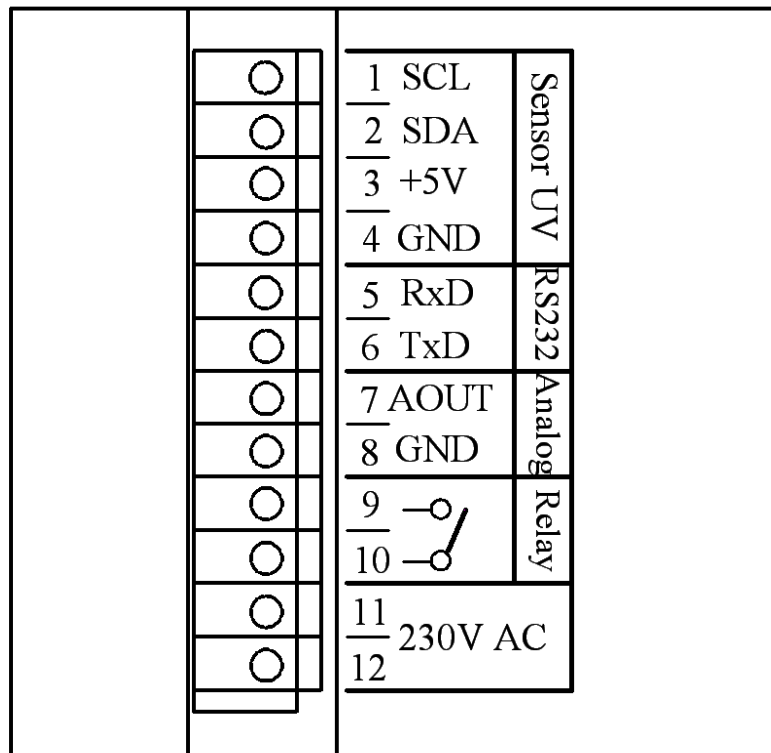 1 SCL
2 SDA
3 +5V
4 GND
Sensor UV
5 RxD
6 TxD
RS232
7 AOUT
8 GND
Analog
9
10
Relay
11
230V AC
12